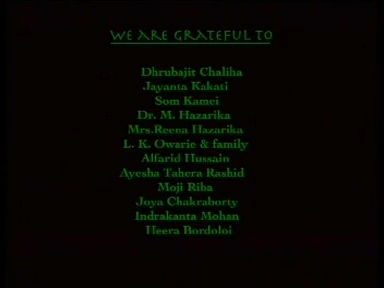 WE ARE GRATEFUL TO
Dhrubajit Chaliha
Jayanta Kakati
Som Kamei
Dr. M. Hazarika
Mrs.Reena Hazarika
L. K. Owarie & family
Alfarid Hussain
Ayesha Tahera Rashid
Moji Riba
Joya Chakraborty
Indrakanta Mohan
Heera Bordoloi